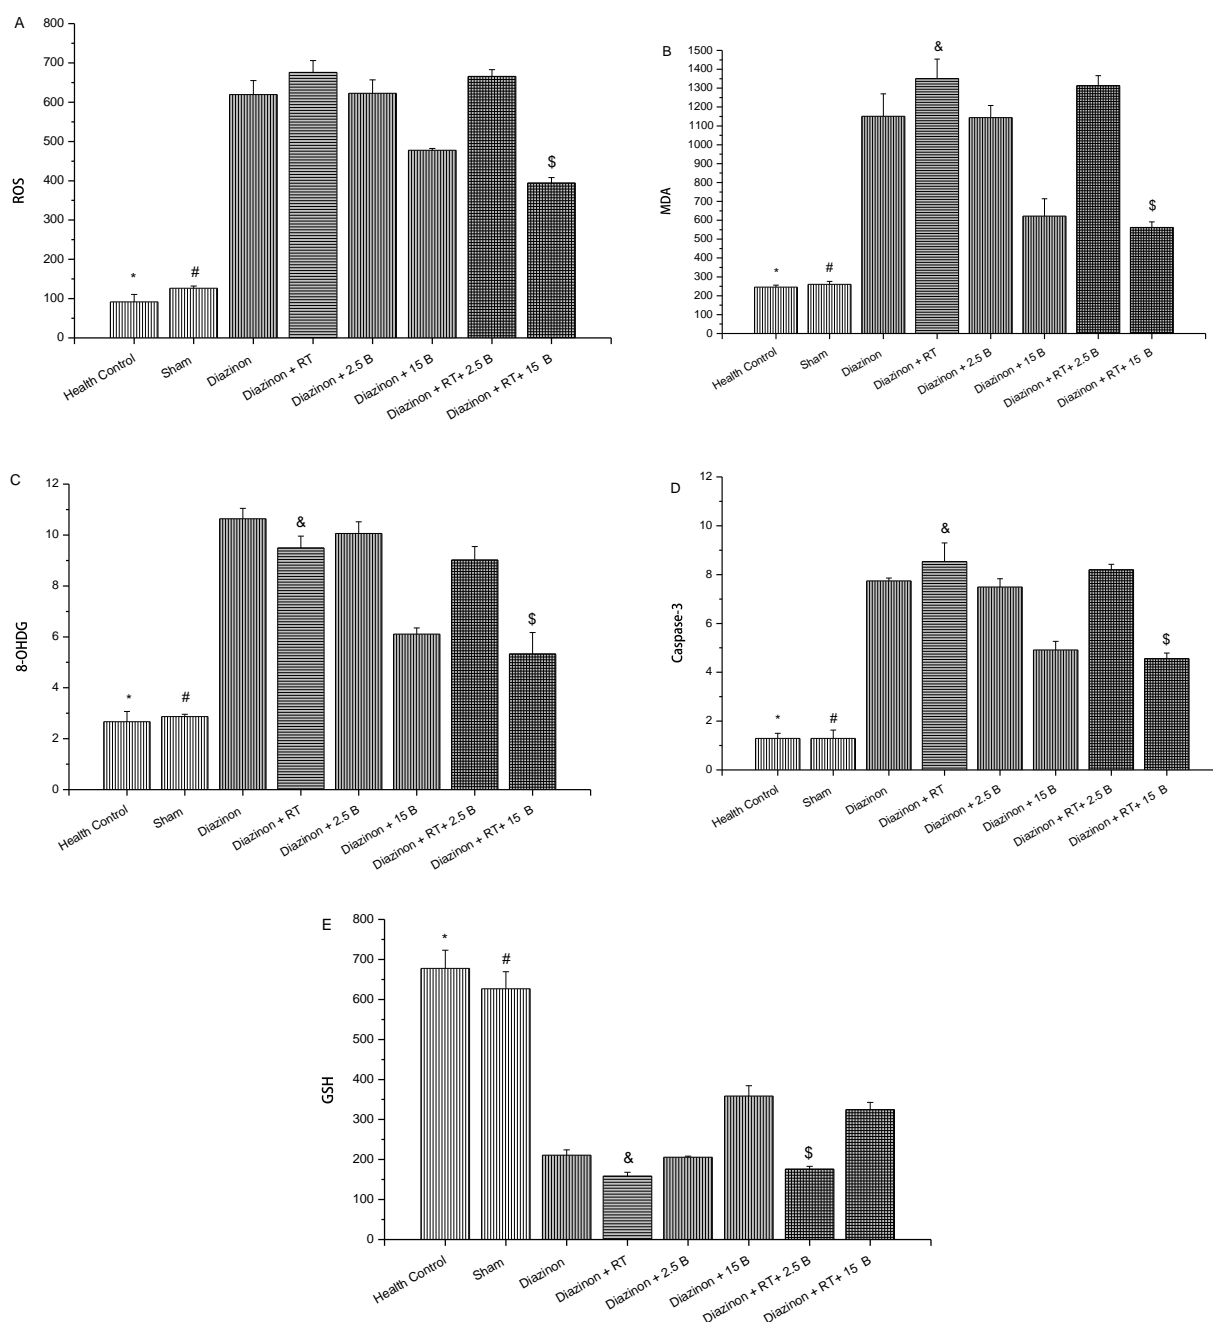 A
800
700
600
500
400
300
200
100
0
ROS
*
#
$
Health Control
Sham
Diazinon
Diazinon + RT
Diazinon + 2.5 B
Diazinon + 15 B
Diazinon + RT+ 2.5 B
Diazinon + RT+ 15 B
B
1500
1400
1300
1200
1100
1000
900
800
700
600
500
400
300
200
100
0
MDA
*
#
&
$
Health Control
Sham
Diazinon
Diazinon + RT
Diazinon + 2.5 B
Diazinon + 15 B
Diazinon + RT+ 2.5 B
Diazinon + RT+ 15 B
C
12
10
8
6
4
2
0
8-OHDG
*
#
&
$
Health Control
Sham
Diazinon
Diazinon + RT
Diazinon + 2.5 B
Diazinon + 15 B
Diazinon + RT+ 2.5 B
Diazinon + RT+ 15 B
D
12
10
8
6
4
2
0
Caspase-3
*
#
&
$
Health Control
Sham
Diazinon
Diazinon + RT
Diazinon + 2.5 B
Diazinon + 15 B
Diazinon + RT+ 2.5 B
Diazinon + RT+ 15 B
E
800
700
600
500
400
300
200
100
0
GSH
*
#
&
$
Health Control
Sham
Diazinon
Diazinon + RT
Diazinon + 2.5 B
Diazinon + 15 B
Diazinon + RT+ 2.5 B
Diazinon + RT+ 15 B